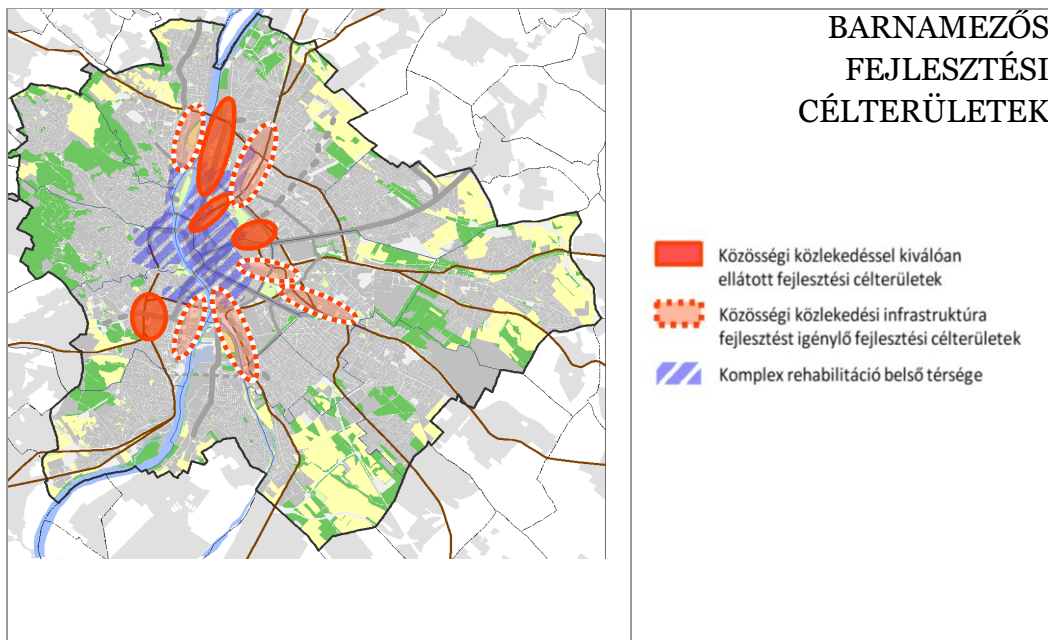 BARNAMEZŐS
FEJLESZTÉSI
CÉLTERÜLETEK
Közösségi közlekedéssel kiválóan
ellátott fejlesztési célterületek
Közösségi közlekedési infrastruktúra
fejlesztést igénylő fejlesztési célterületek
Komplex rehabilitáció belső térsége